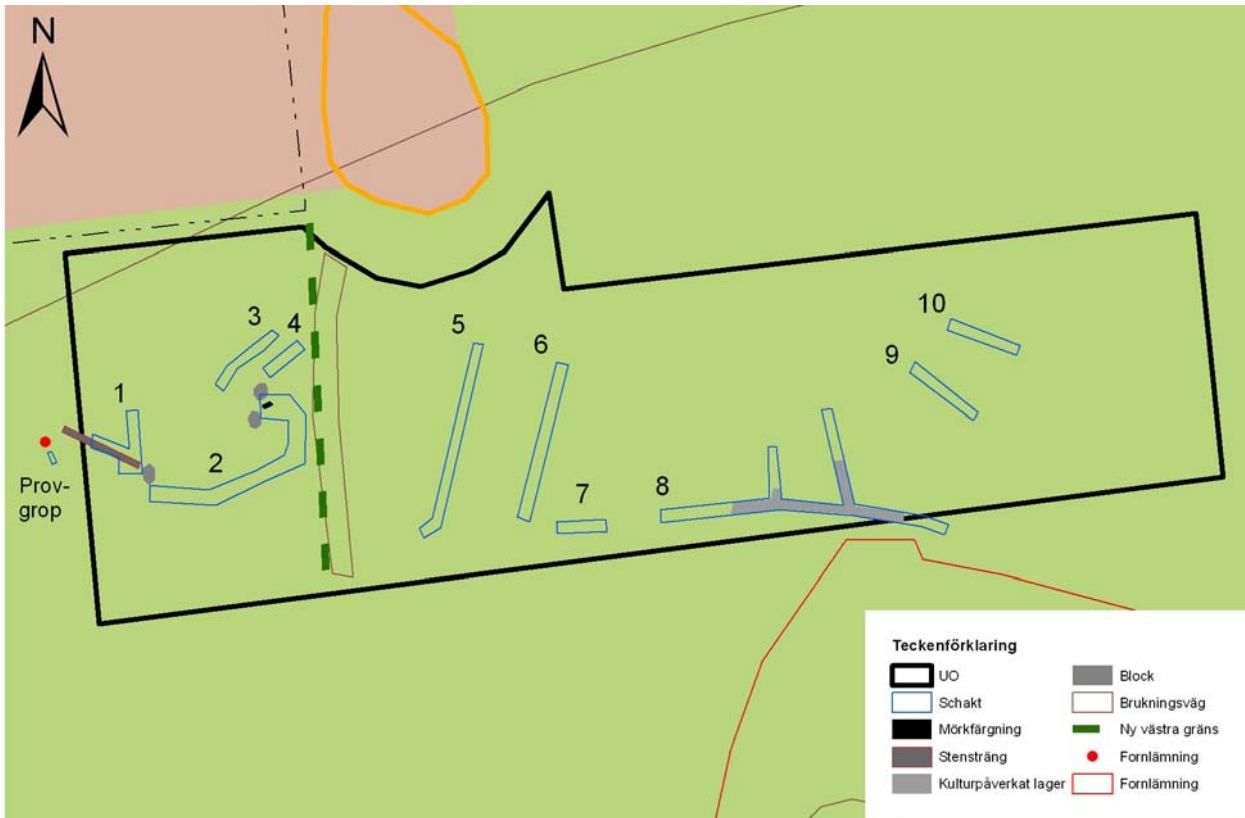 N
3
4
5
6
10
9
1
2
Prov-
grop
7
8
Teckenförklaring
UO
Schakt
Mörkfärgning
Stensträng
Kulturpåverkat lager
Block
Brukningsväg
Ny västra gräns
Fornlämning
Fornlämning